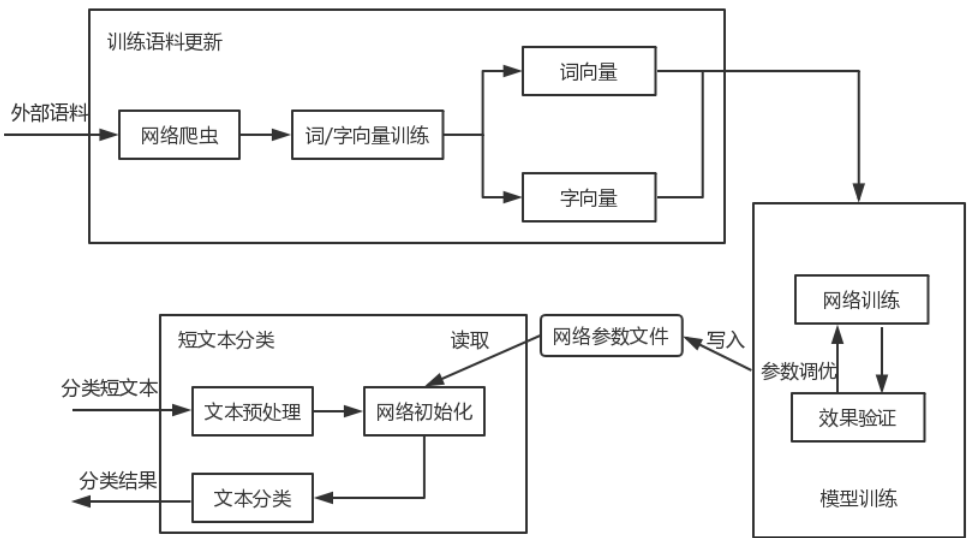 训练语料更新
外部语料
网络爬虫
词/字向量训练
词向量
字向量
网络训练
参数调优
效果验证
模型训练
写入
网络参数文件
读取
短文本分类
分类短文本
文本预处理
网络初始化
文本分类
分类结果